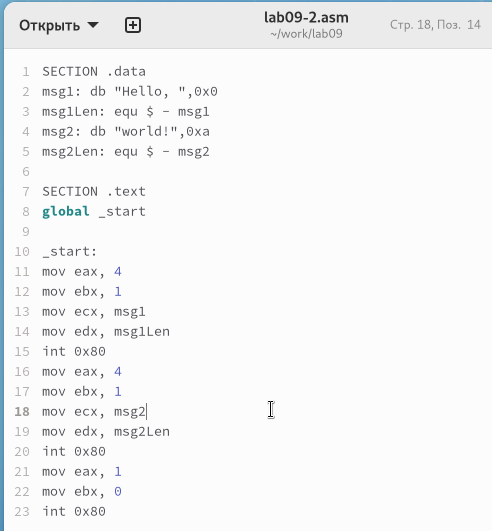 Открыть lab09-2.asm Стр. 18, Поз. 14
~/work/lab09
1 SECTION .data
2 msg1: db "Hello, ",0x0
3 msg1Len: equ $ - msg1
4 msg2: db "world!",0xa
5 msg2Len: equ $ - msg2
6
7 SECTION .text
8 global _start
9
10 _start:
11 mov eax, 4
12 mov ebx, 1
13 mov ecx, msg1
14 mov edx, msg1Len
15 int 0x80
16 mov eax, 4
17 mov ebx, 1
18 mov ecx, msg2
19 mov edx, msg2Len
20 int 0x80
21 mov eax, 1
22 mov ebx, 0
23 int 0x80